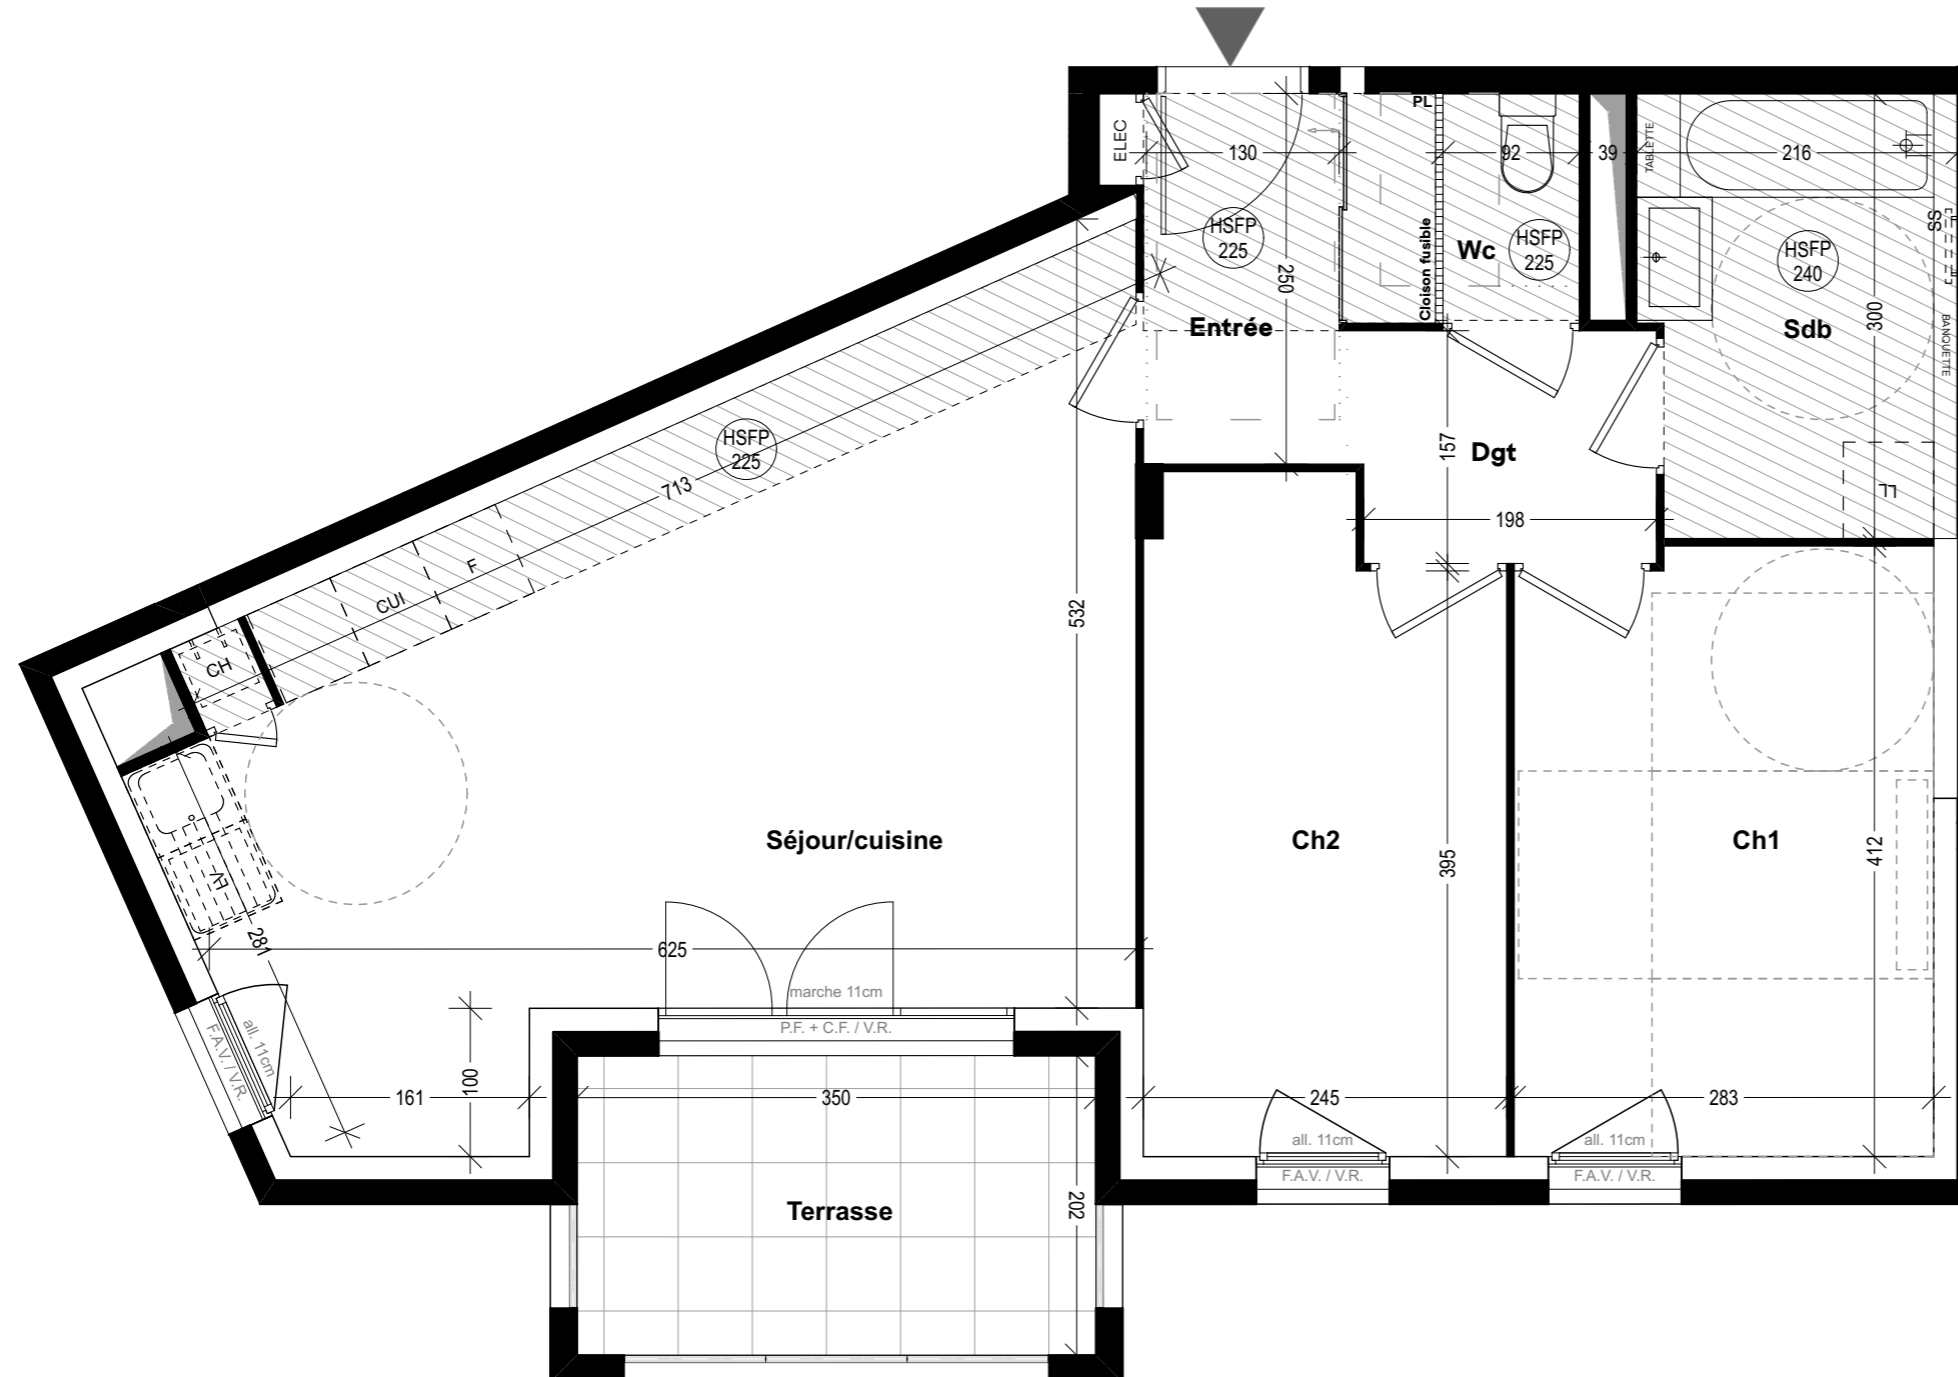 PL
ELEC
130
92
39
TABLETTE
216
HSFP
225
Cloison fusible
Wc
HSFP
225
SS
HSFP
240
250
Entrée
300
Sdb
BANQUETTE
HSFP
225
713
157
Dgt
LL
198
F
CUI
532
CH
Séjour/cuisine
Ch2
Ch1
395
412
LV
281
625
marche 11cm
P.F. + C.F. / V.R.
all. 11cm
F.A.V. / V.R.
161
100
350
245
283
all. 11cm
F.A.V. / V.R.
all. 11cm
F.A.V. / V.R.
Terrasse
202